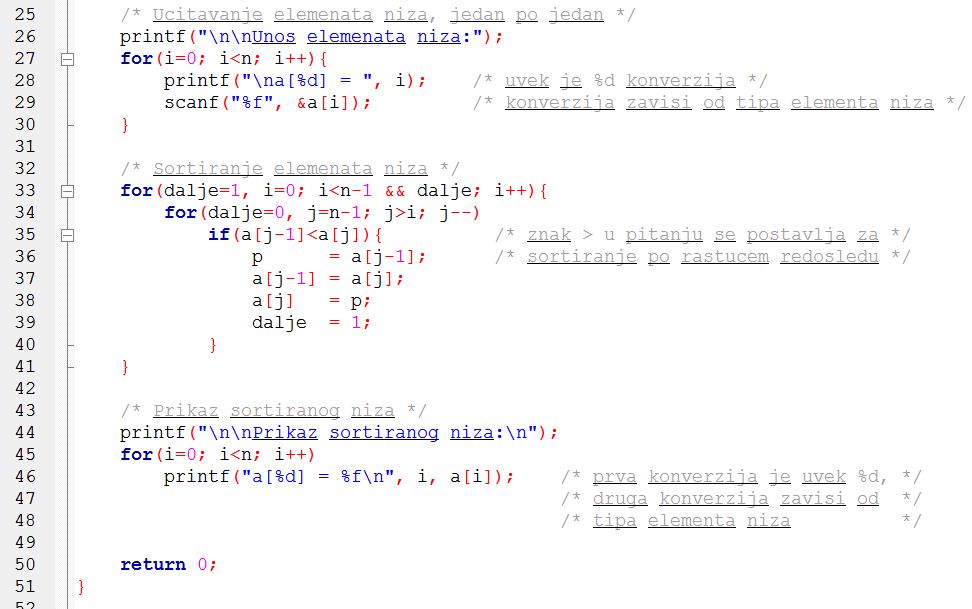 25     /* Ucitavanje elemenata niza, jedan po jedan */
26     printf("\n\nUnos elemenata niza:");
27     for(i=0; i<n; i++){
28         printf("\na[%d] = ", i);    /* uvek je %d konverzija */
29         scanf("%f", &a[i]);         /* konverzija zavisi od tipa elementa niza */
30     }
31
32     /* Sortiranje elemenata niza */
33     for(dalje=1, i=0; i<n-1 && dalje; i++){
34         for(dalje=0, j=n-1; j>i; j--)
35             if(a[j-1]<a[j]){          /* znak > u pitanju se postavlja za */
36                 p      = a[j-1];      /* sortiranje po rastucem redosledu */
37                 a[j-1] = a[j];
38                 a[j]   = p;
39                 dalje  = 1;
40             }
41     }
42
43     /* Prikaz sortiranog niza */
44     printf("\n\nPrikaz sortiranog niza:\n");
45     for(i=0; i<n; i++)
46         printf("a[%d] = %f\n", i, a[i]);    /* prva konverzija je uvek %d, */
47                                             /* druga konverzija zavisi od  */
48                                             /* tipa elementa niza          */
49
50     return 0;
51 }
52